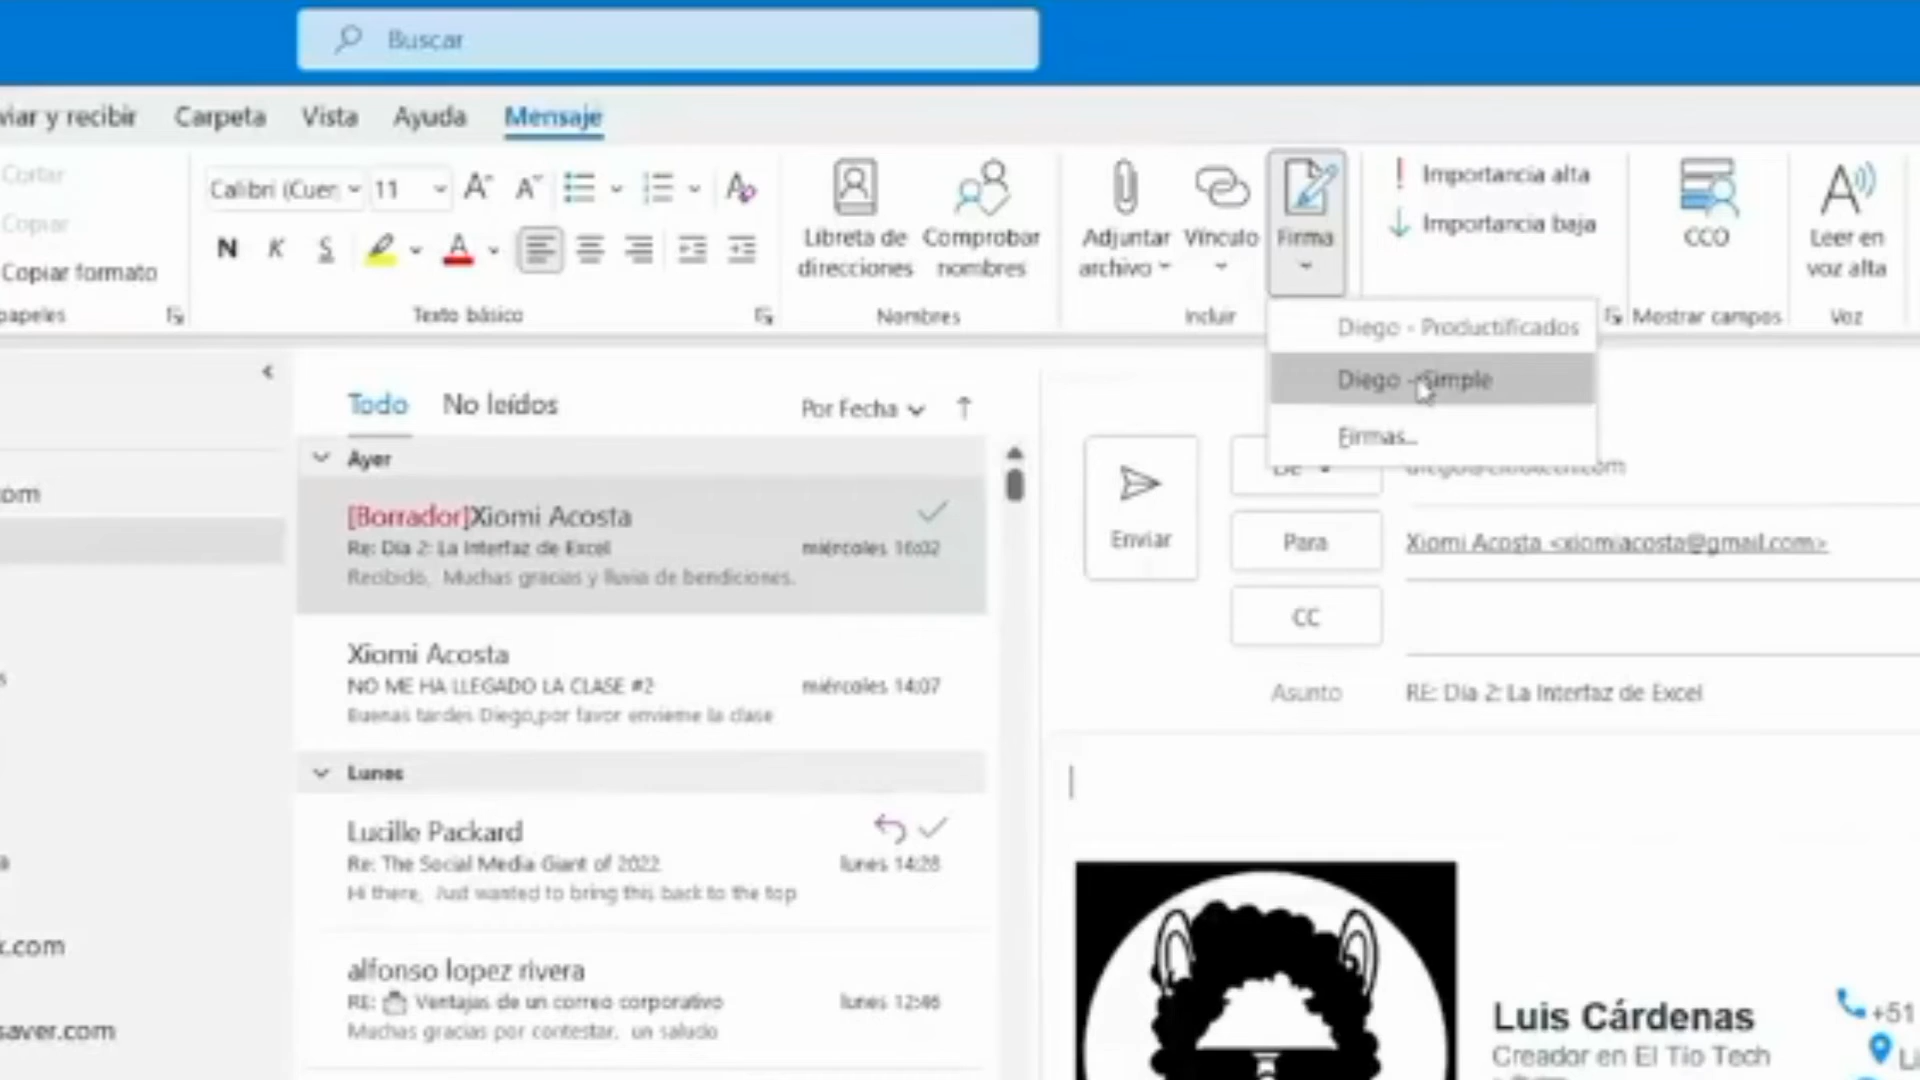 Buscar
viar y recibir Carpeta Vista Ayuda Mensaje
Cortar
Copiar
Copiar formato
papeles
Calibri (Cuer 11
N K S
Texto básico
Libreta de direcciones
Comprobar nombres
Nombres
Adjuntar archivo
Vínculo
Firma
Incluir
Importancia alta
Importancia baja
CCO
Mostrar campos
Leer en voz alta
Voz
Diego - Productificados
Diego - Simple
Firmas...
om
k.com
saver.com
Todo No leídos Por Fecha
Ayer
[Borrador]Xiomi Acosta
Re: Día 2: La Interfaz de Excel miércoles 16:02
Recibido, Muchas gracias y lluvia de bendiciones.
Xiomi Acosta
NO ME HA LLEGADO LA CLASE #2 miércoles 14:07
Buenas tardes Diego,por favor envieme la clase
Lunes
Lucille Packard
Re: The Social Media Giant of 2022 lunes 14:28
Hi there, Just wanted to bring this back to the top
alfonso lopez rivera
RE: Ventajas de un correo corporativo lunes 12:46
Muchas gracias por contestar, un saludo
Enviar
De
Para Xiomi Acosta <xiomiacosta@gmail.com>
CC
Asunto RE: Día 2: La Interfaz de Excel
Luis Cárdenas
Creador en El Tío Tech
+51
Li